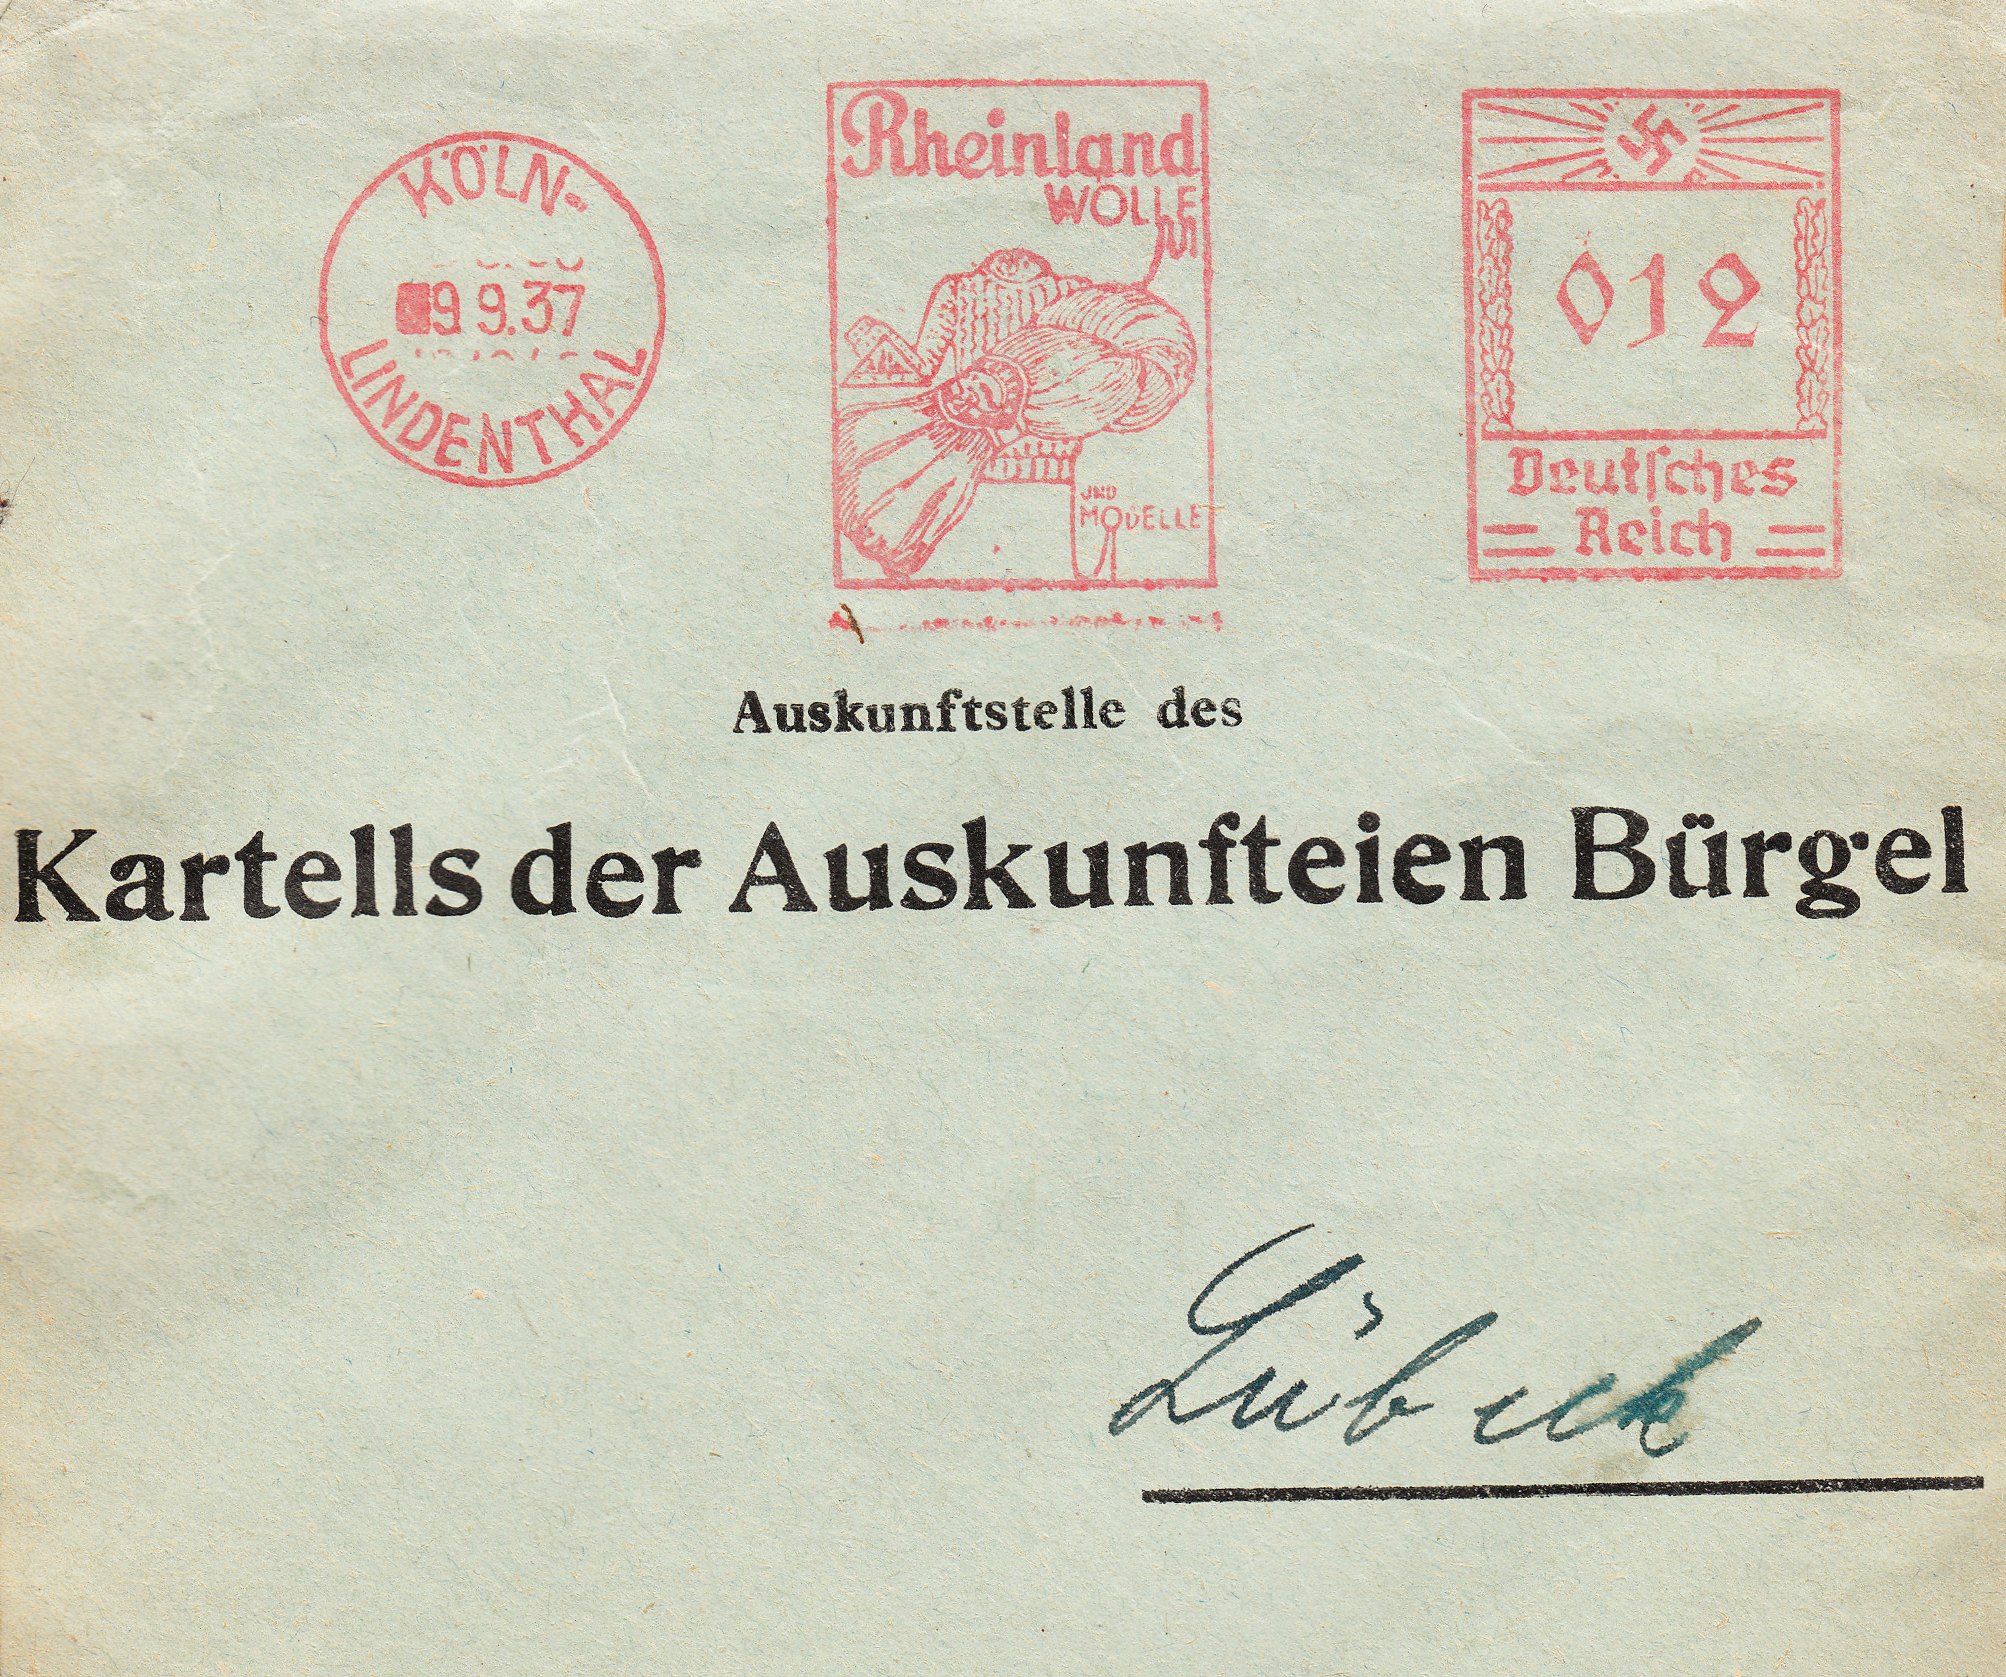 KÖLN-
9.9.37
LINDENTHAL
Rheinland
WOLLE
UND
MODELLE
012
Deutsches
Reich
Auskunftstelle des
Kartells der Auskunfteien Bürgel
Lübeck